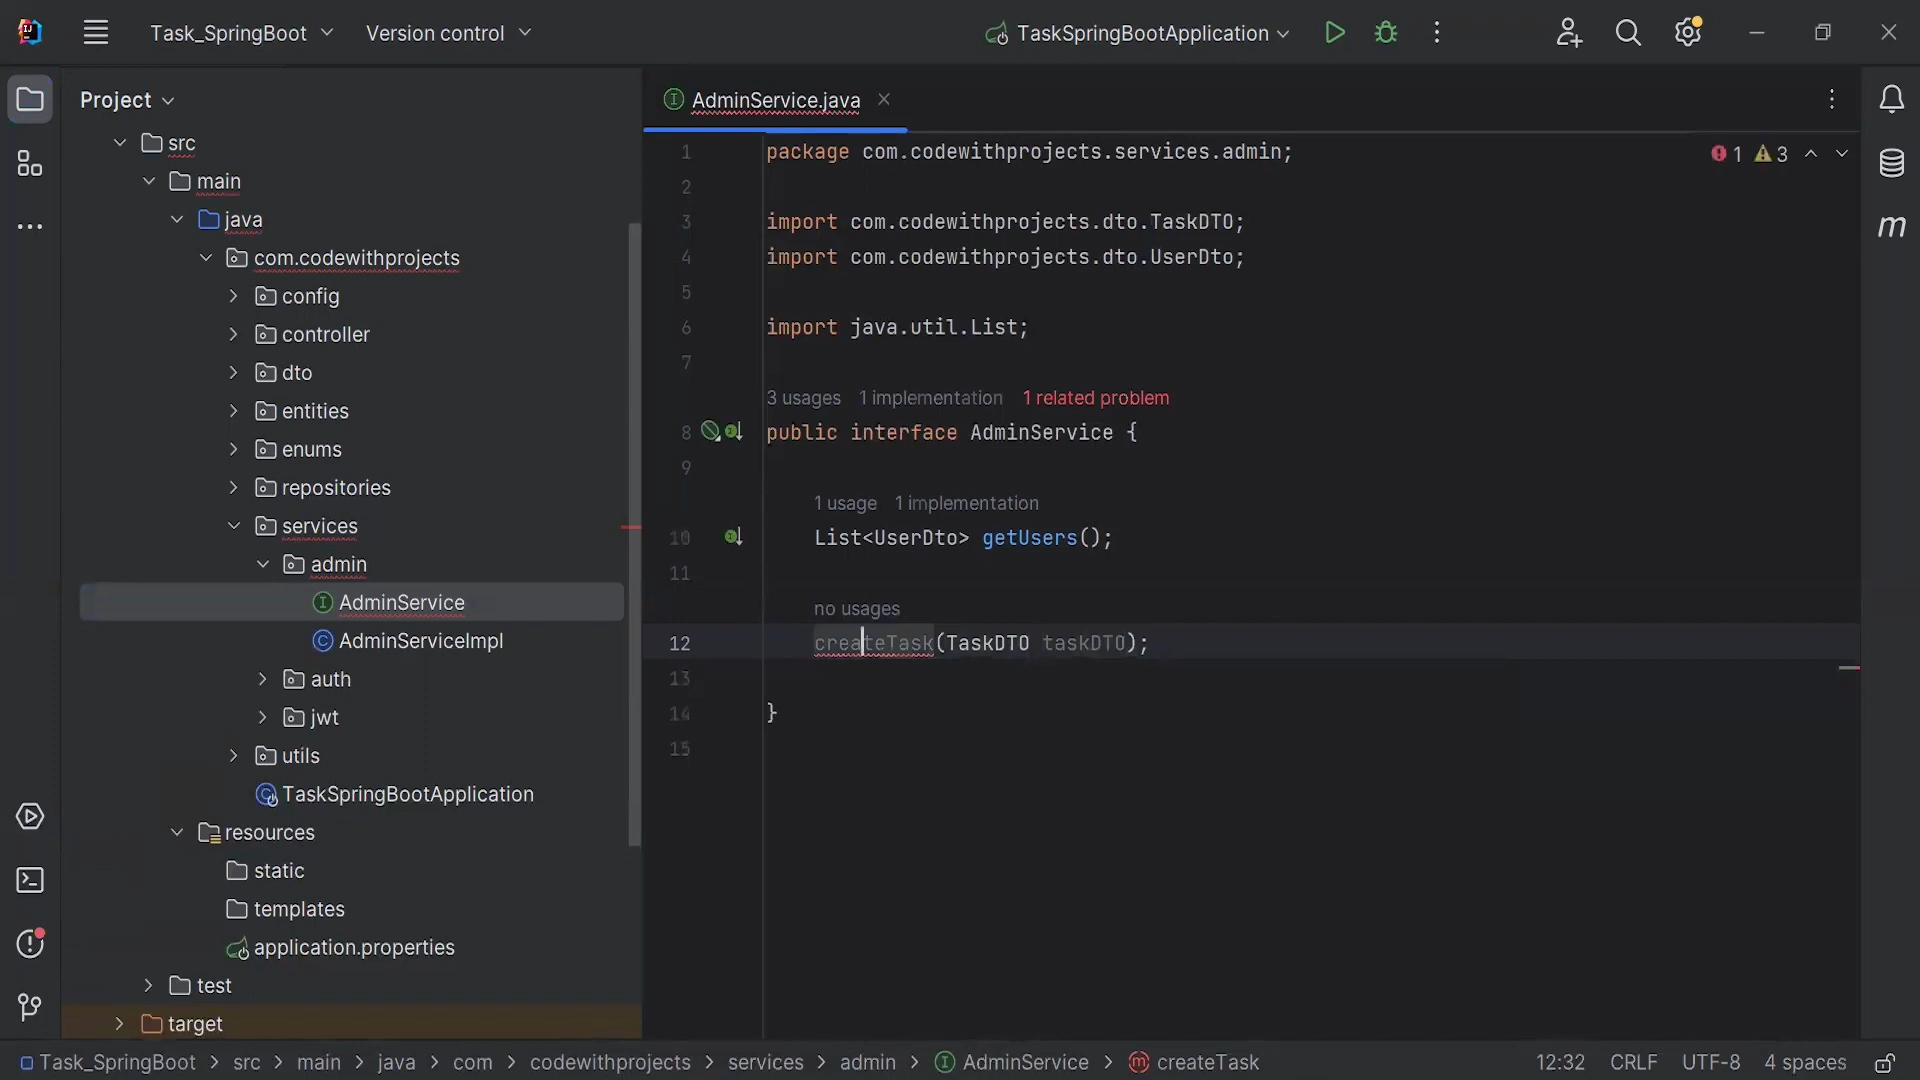 Task_SpringBoot
Version control
TaskSpringBootApplication
Project
src
main
java
com.codewithprojects
config
controller
dto
entities
enums
repositories
services
admin
AdminService
AdminServiceImpl
auth
jwt
utils
TaskSpringBootApplication
resources
static
templates
application.properties
test
target
AdminService.java
1 package com.codewithprojects.services.admin;
1 3
2
3 import com.codewithprojects.dto.TaskDTO;
4 import com.codewithprojects.dto.UserDto;
5
6 import java.util.List;
7
3 usages 1 implementation 1 related problem
8 public interface AdminService {
9
1 usage 1 implementation
10 List<UserDto> getUsers();
11
no usages
12 createTask(TaskDTO taskDTO);
13
14 }
15
m
Task_SpringBoot > src > main > java > com > codewithprojects > services > admin > AdminService > createTask
12:32 CRLF UTF-8 4 spaces